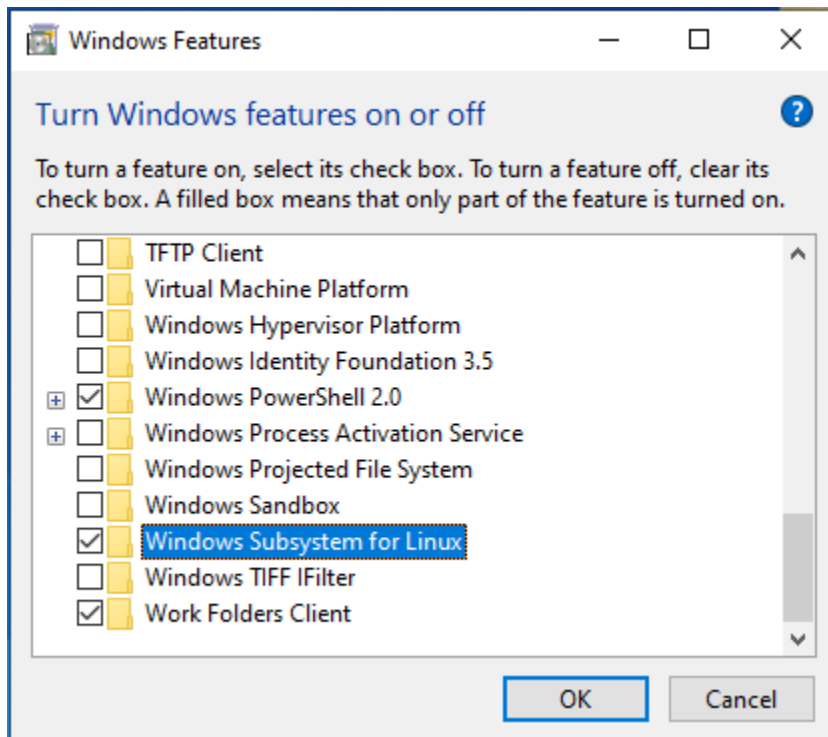 Windows Features
Turn Windows features on or off
?
To turn a feature on, select its check box. To turn a feature off, clear its
check box. A filled box means that only part of the feature is turned on.
TFTP Client
Virtual Machine Platform
Windows Hypervisor Platform
Windows Identity Foundation 3.5
Windows PowerShell 2.0
Windows Process Activation Service
Windows Projected File System
Windows Sandbox
Windows Subsystem for Linux
Windows TIFF IFilter
Work Folders Client
OK
Cancel